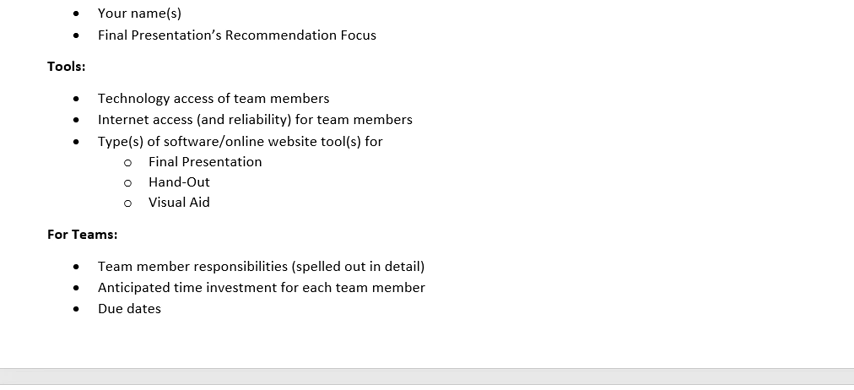 • Your name(s)
• Final Presentation’s Recommendation Focus
Tools:
• Technology access of team members
• Internet access (and reliability) for team members
• Type(s) of software/online website tool(s) for
o Final Presentation
o Hand-Out
o Visual Aid
For Teams:
• Team member responsibilities (spelled out in detail)
• Anticipated time investment for each team member
• Due dates